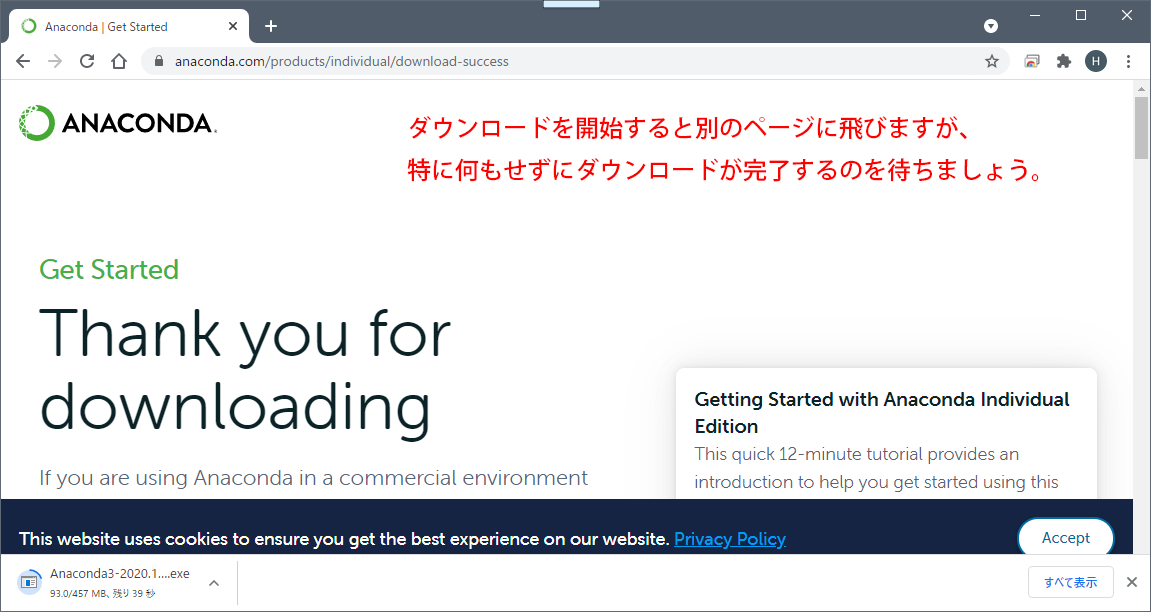 Anaconda | Get Started
anaconda.com/products/individual/download-success
H
ANACONDA.
ダウンロードを開始すると別のページに飛びますが、
特に何もせずにダウンロードが完了するのを待ちましょう。
Get Started
Thank you for
downloading
If you are using Anaconda in a commercial environment
Getting Started with Anaconda Individual
Edition
This quick 12-minute tutorial provides an
introduction to help you get started using this
This website uses cookies to ensure you get the best experience on our website. Privacy Policy
Accept
Anaconda3-2020.1....exe
93.0/457 MB、残り 39 秒
すべて表示